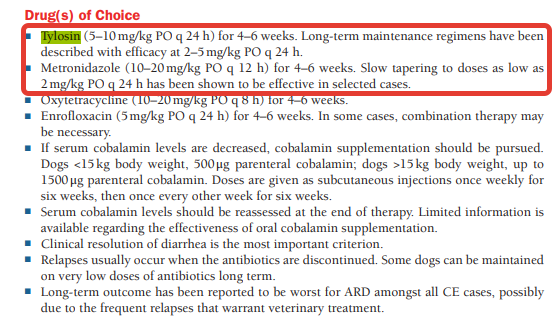 Drug(s) of Choice
▪ Tylosin (5–10 mg/kg PO q 24 h) for 4–6 weeks. Long-term maintenance regimens have been
described with efficacy at 2–5 mg/kg PO q 24 h.
▪ Metronidazole (10–20 mg/kg PO q 12 h) for 4–6 weeks. Slow tapering to doses as low as
2 mg/kg PO q 24 h has been shown to be effective in selected cases.
▪ Oxytetracycline (10–20 mg/kg PO q 8 h) for 4–6 weeks.
▪ Enrofloxacin (5 mg/kg PO q 24 h) for 4–6 weeks. In some cases, combination therapy may
be necessary.
▪ If serum cobalamin levels are decreased, cobalamin supplementation should be pursued.
Dogs <15 kg body weight, 500 μg parenteral cobalamin; dogs >15 kg body weight, up to
1500 μg parenteral cobalamin. Doses are given as subcutaneous injections once weekly for
six weeks, then once every other week for six weeks.
▪ Serum cobalamin levels should be reassessed at the end of therapy. Limited information is
available regarding the effectiveness of oral cobalamin supplementation.
▪ Clinical resolution of diarrhea is the most important criterion.
▪ Relapses usually occur when the antibiotics are discontinued. Some dogs can be maintained
on very low doses of antibiotics long term.
▪ Long-term outcome has been reported to be worst for ARD amongst all CE cases, possibly
due to the frequent relapses that warrant veterinary treatment.